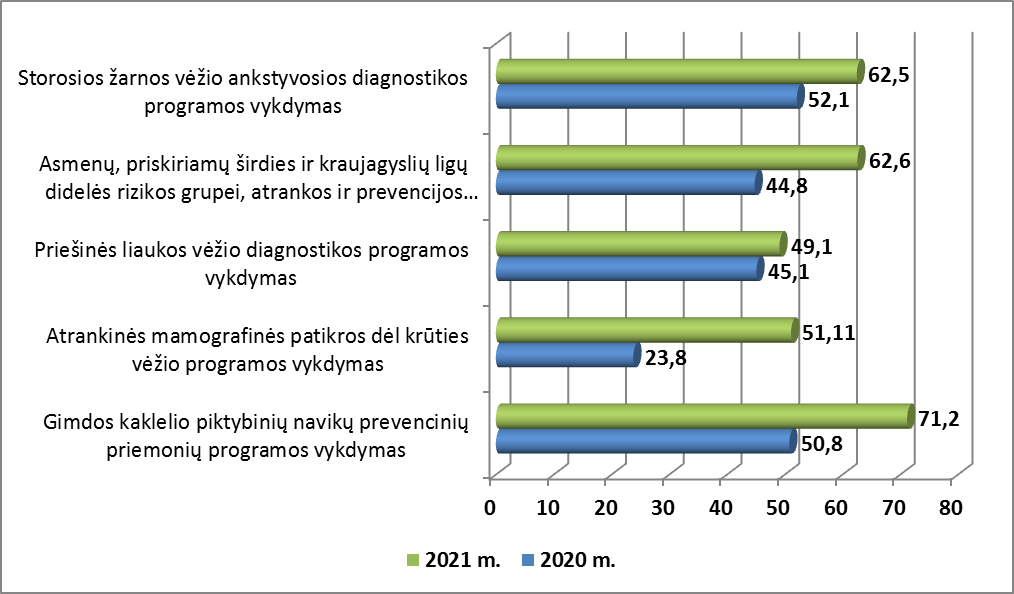 Storosios žarnos vėžio ankstyvosios diagnostikos
programos vykdymas
62,5
52,1
Asmenų, priskiriamų širdies ir kraujagyslių ligų
didelės rizikos grupei, atrankos ir prevencijos...
62,6
44,8
Priešinės liaukos vėžio diagnostikos programos
vykdymas
49,1
45,1
Atrankinės mamografinės patikros dėl krūties
vėžio programos vykdymas
51,11
23,8
Gimdos kaklelio piktybinių navikų prevencinių
priemonių programos vykdymas
71,2
50,8
0 10 20 30 40 50 60 70 80
2021 m. 2020 m.